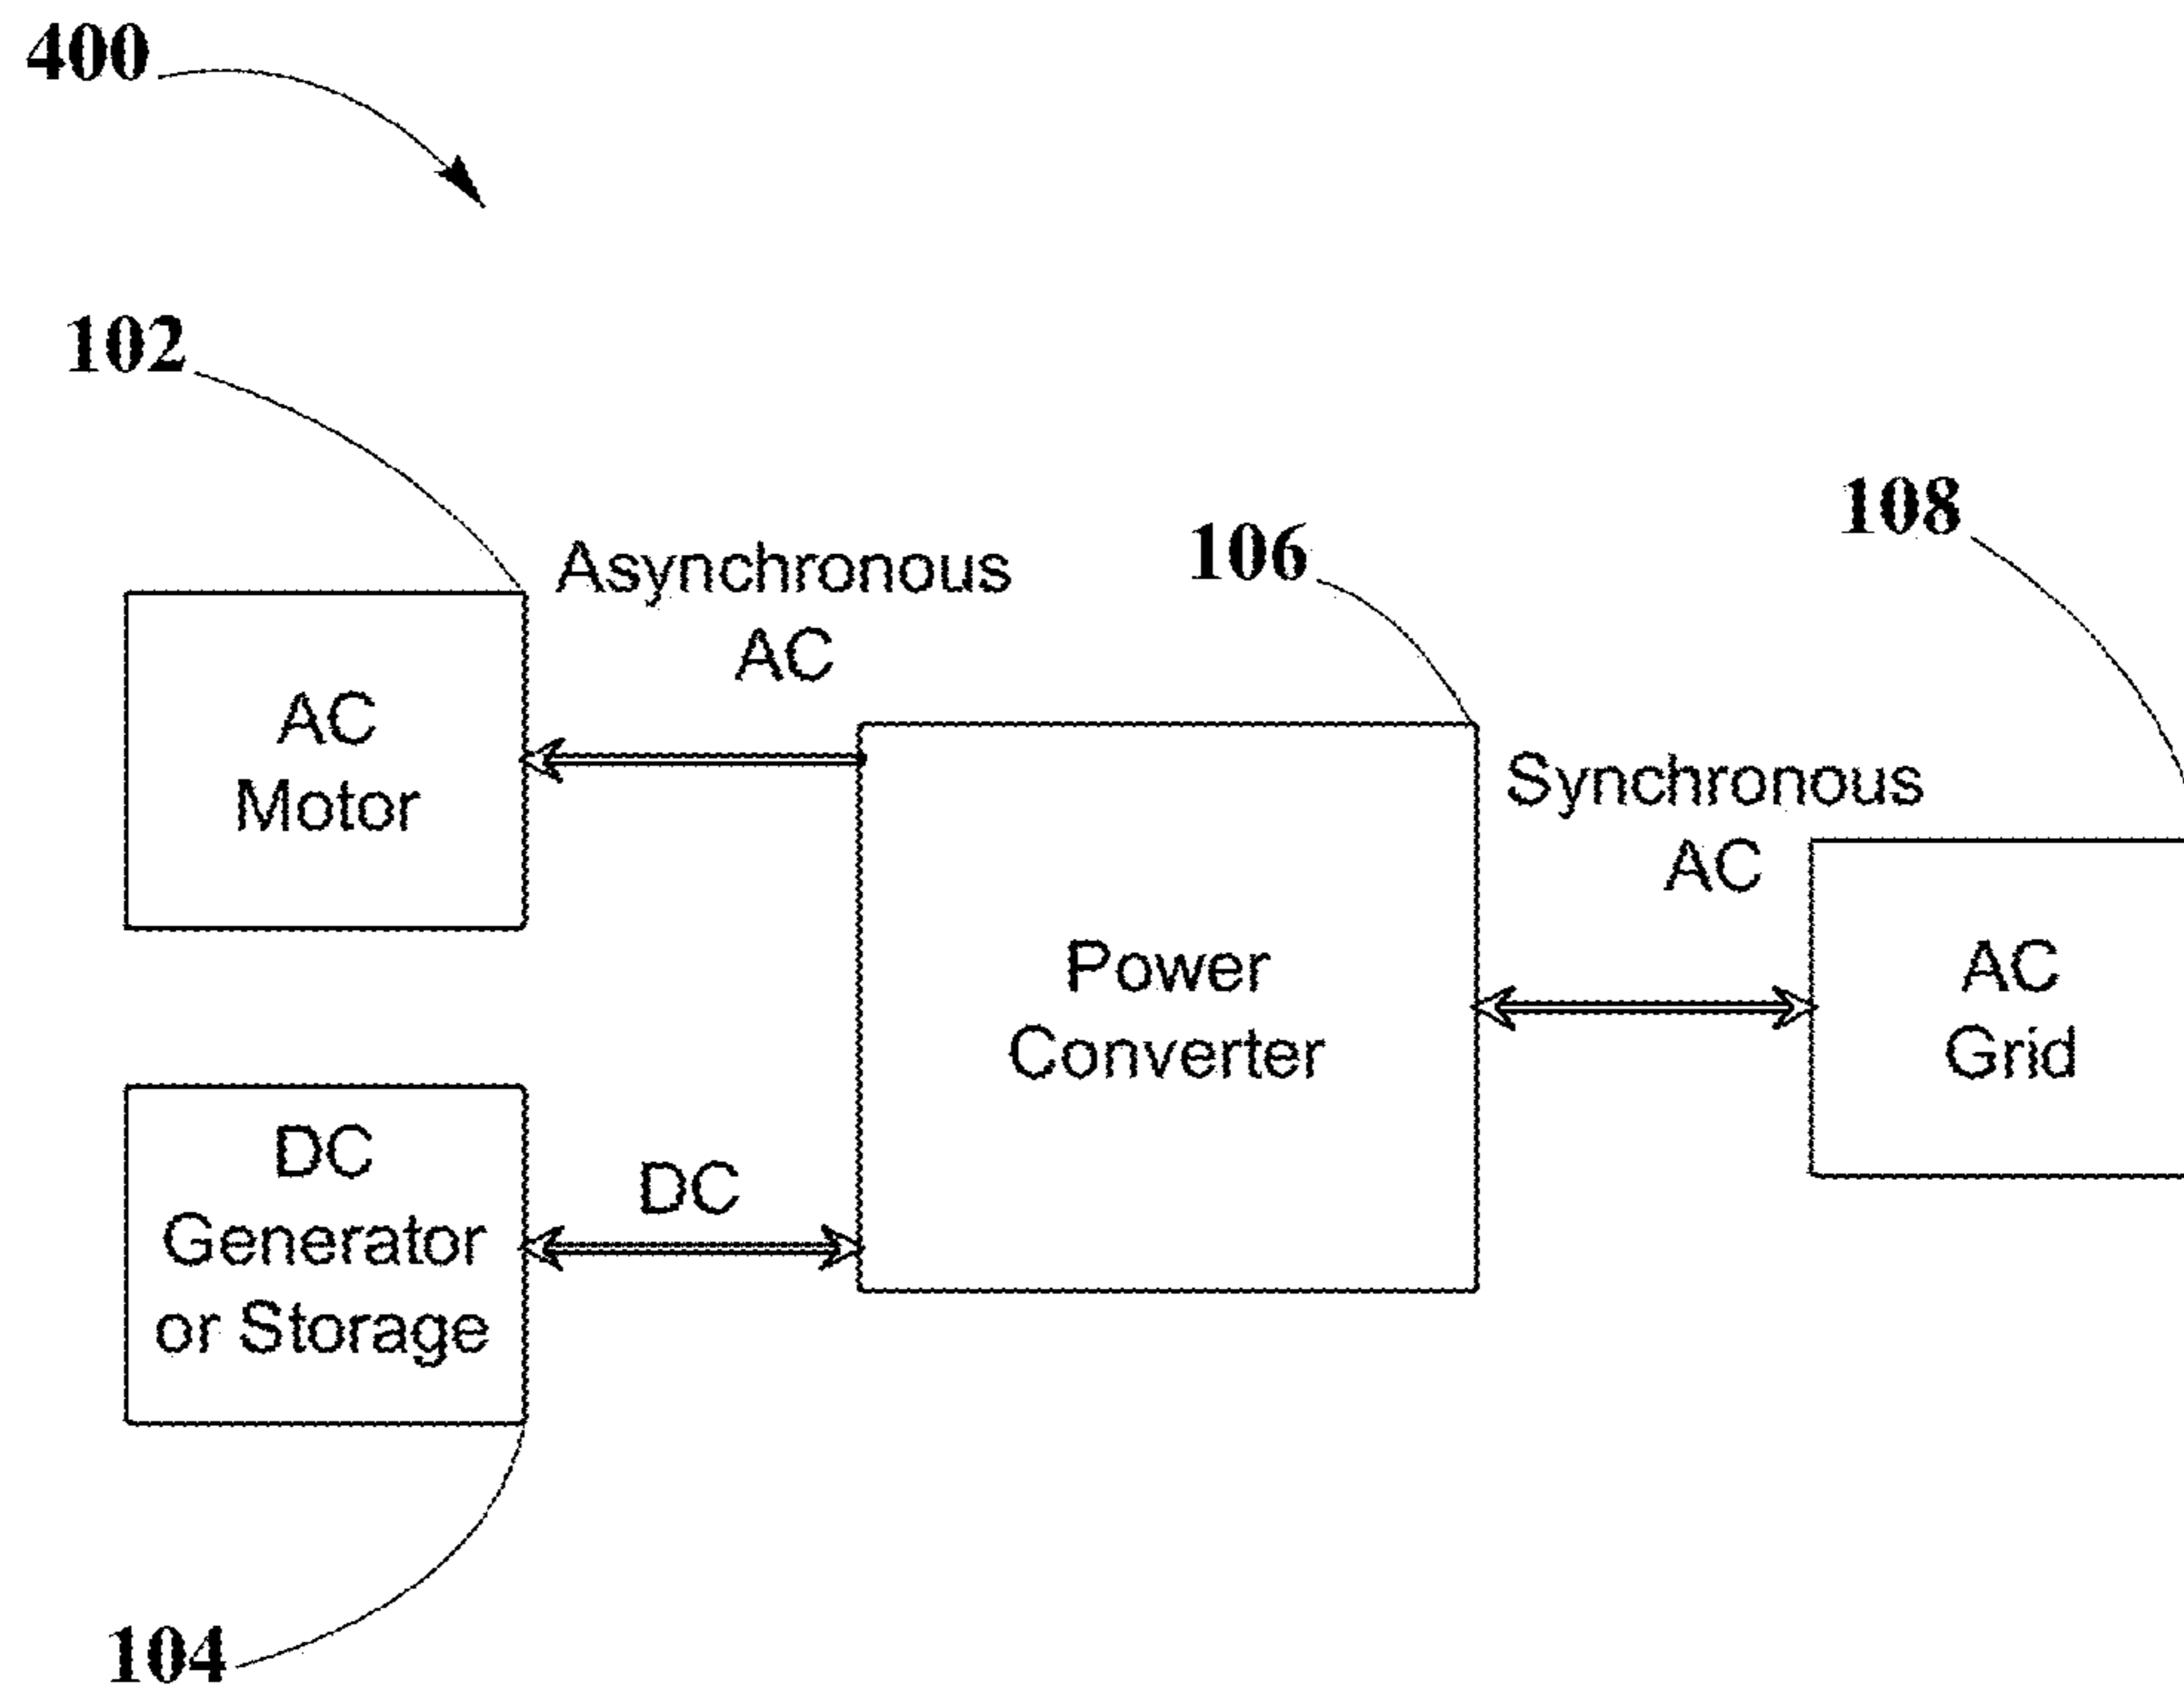 400
102
108
106
Asynchronous
AC
AC
Motor
Synchronous
AC
Power
Converter
AC
Grid
DC
Generator
or Storage
DC
104